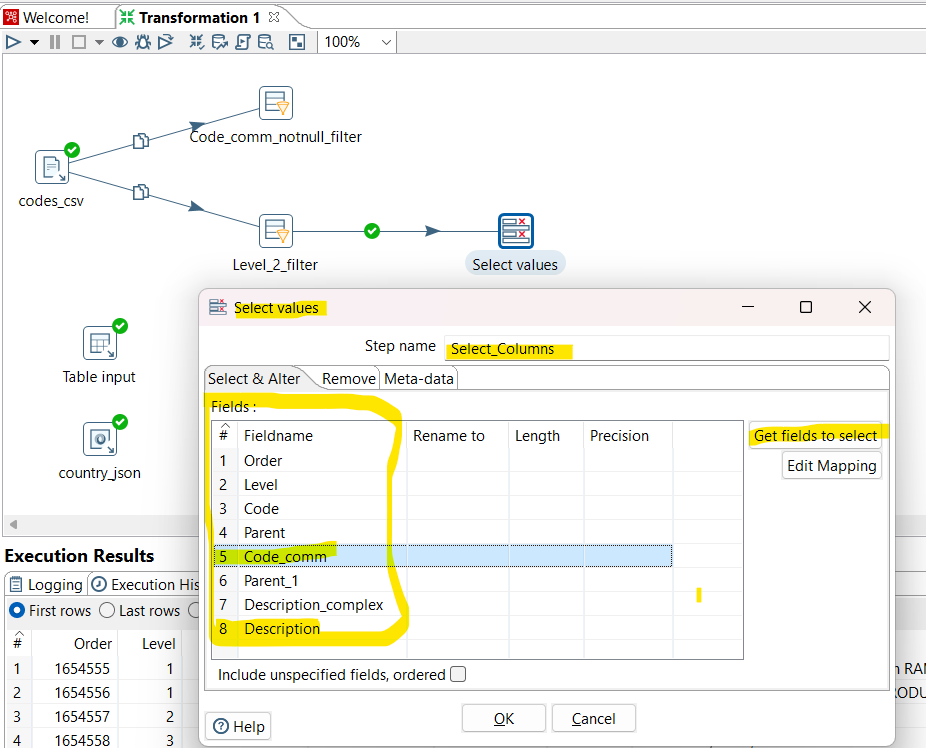 Welcome!
Transformation 1
100%
Code_comm_notnull_filter
codes_csv
Level_2_filter
Select values
Table input
country_json
Select values
Step name Select_Columns
Select & Alter Remove Meta-data
Fields :
# Fieldname Rename to Length Precision
1 Order
2 Level
3 Code
4 Parent
5 Code_comm
6 Parent_1
7 Description_complex
8 Description
Get fields to select
Edit Mapping
Include unspecified fields, ordered
Help OK Cancel
Execution Results
Logging Execution His
First rows Last rows
# Order Level
1 1654555 1
2 1654556 1
3 1654557 2
4 1654558 3